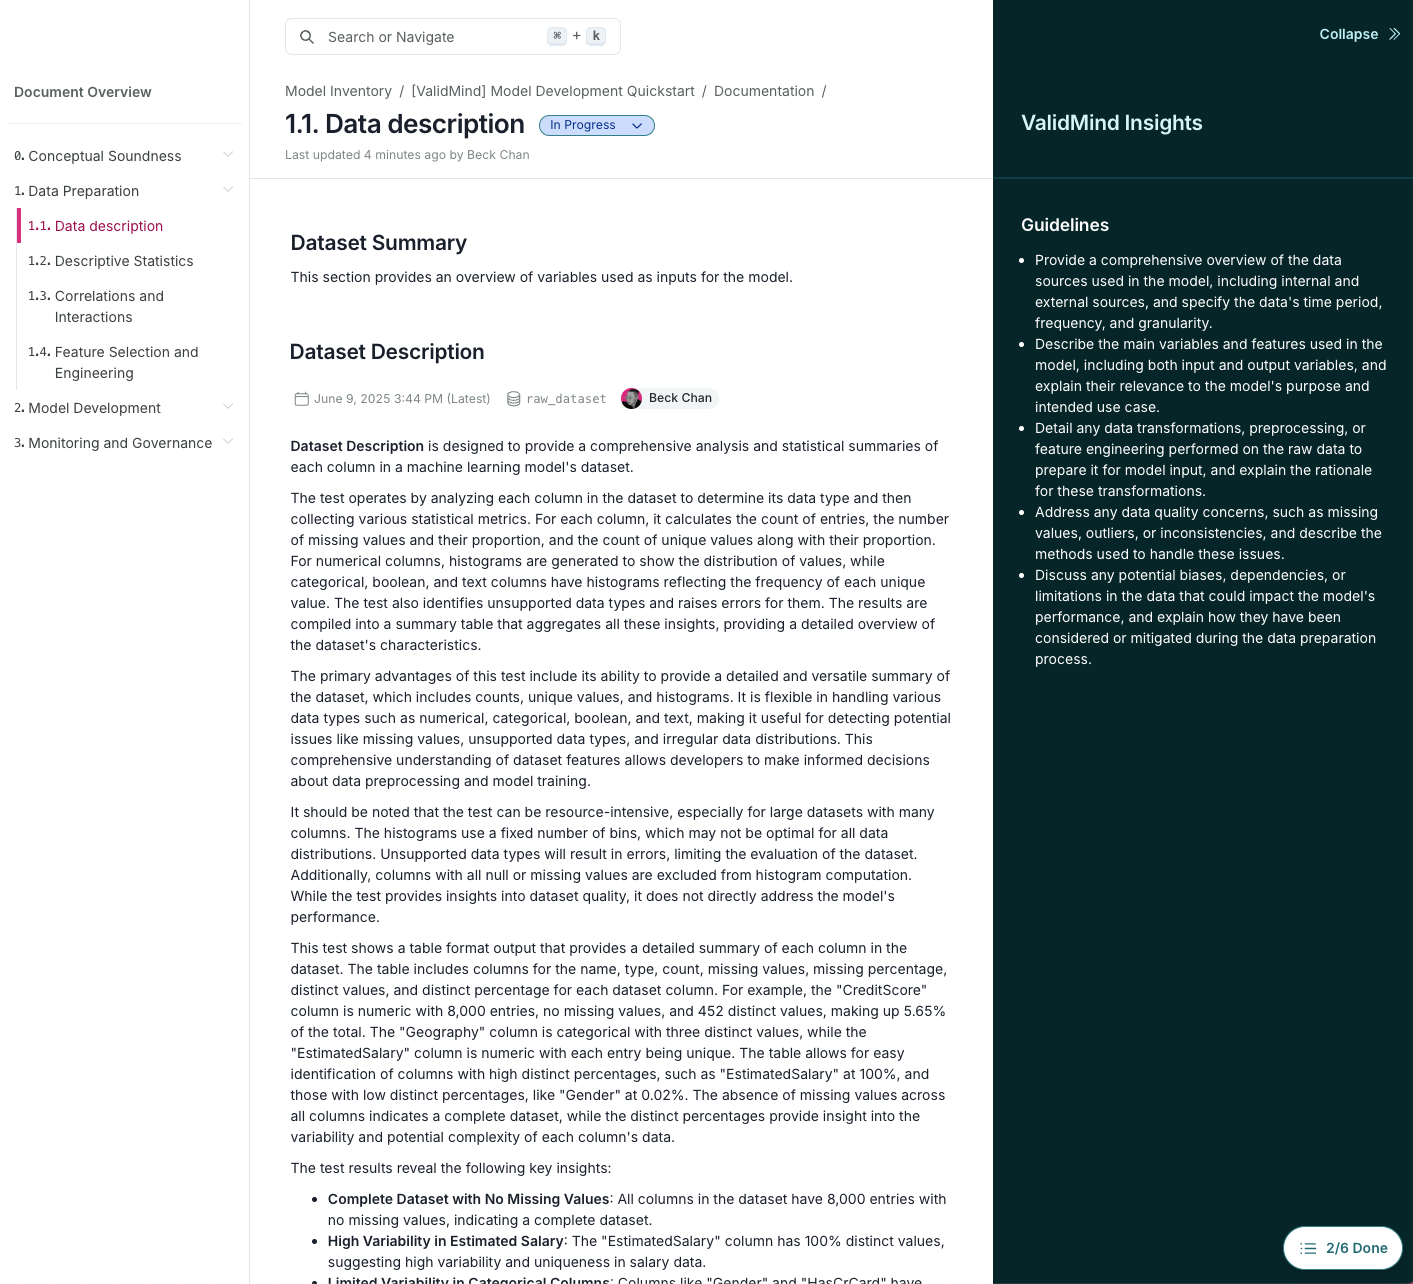 Document Overview
0. Conceptual Soundness
1. Data Preparation
1.1. Data description
1.2. Descriptive Statistics
1.3. Correlations and
Interactions
1.4. Feature Selection and
Engineering
2. Model Development
3. Monitoring and Governance
Search or Navigate ⌘ + k
Model Inventory / [ValidMind] Model Development Quickstart / Documentation /
1.1. Data description In Progress
Last updated 4 minutes ago by Beck Chan
Dataset Summary
This section provides an overview of variables used as inputs for the model.
Dataset Description
June 9, 2025 3:44 PM (Latest) raw_dataset Beck Chan
Dataset Description is designed to provide a comprehensive analysis and statistical summaries of
each column in a machine learning model's dataset.
The test operates by analyzing each column in the dataset to determine its data type and then
collecting various statistical metrics. For each column, it calculates the count of entries, the number
of missing values and their proportion, and the count of unique values along with their proportion.
For numerical columns, histograms are generated to show the distribution of values, while
categorical, boolean, and text columns have histograms reflecting the frequency of each unique
value. The test also identifies unsupported data types and raises errors for them. The results are
compiled into a summary table that aggregates all these insights, providing a detailed overview of
the dataset's characteristics.
The primary advantages of this test include its ability to provide a detailed and versatile summary of
the dataset, which includes counts, unique values, and histograms. It is flexible in handling various
data types such as numerical, categorical, boolean, and text, making it useful for detecting potential
issues like missing values, unsupported data types, and irregular data distributions. This
comprehensive understanding of dataset features allows developers to make informed decisions
about data preprocessing and model training.
It should be noted that the test can be resource-intensive, especially for large datasets with many
columns. The histograms use a fixed number of bins, which may not be optimal for all data
distributions. Unsupported data types will result in errors, limiting the evaluation of the dataset.
Additionally, columns with all null or missing values are excluded from histogram computation.
While the test provides insights into dataset quality, it does not directly address the model's
performance.
This test shows a table format output that provides a detailed summary of each column in the
dataset. The table includes columns for the name, type, count, missing values, missing percentage,
distinct values, and distinct percentage for each dataset column. For example, the "CreditScore"
column is numeric with 8,000 entries, no missing values, and 452 distinct values, making up 5.65%
of the total. The "Geography" column is categorical with three distinct values, while the
"EstimatedSalary" column is numeric with each entry being unique. The table allows for easy
identification of columns with high distinct percentages, such as "EstimatedSalary" at 100%, and
those with low distinct percentages, like "Gender" at 0.02%. The absence of missing values across
all columns indicates a complete dataset, while the distinct percentages provide insight into the
variability and potential complexity of each column's data.
The test results reveal the following key insights:
• Complete Dataset with No Missing Values: All columns in the dataset have 8,000 entries with
no missing values, indicating a complete dataset.
• High Variability in Estimated Salary: The "EstimatedSalary" column has 100% distinct values,
suggesting high variability and uniqueness in salary data.
• Limited Variability in Categorical Columns: Columns like "Gender" and "HasCrCard" have
Collapse
ValidMind Insights
Guidelines
• Provide a comprehensive overview of the data
sources used in the model, including internal and
external sources, and specify the data's time period,
frequency, and granularity.
• Describe the main variables and features used in the
model, including both input and output variables, and
explain their relevance to the model's purpose and
intended use case.
• Detail any data transformations, preprocessing, or
feature engineering performed on the raw data to
prepare it for model input, and explain the rationale
for these transformations.
• Address any data quality concerns, such as missing
values, outliers, or inconsistencies, and describe the
methods used to handle these issues.
• Discuss any potential biases, dependencies, or
limitations in the data that could impact the model's
performance, and explain how they have been
considered or mitigated during the data preparation
process.
2/6 Done